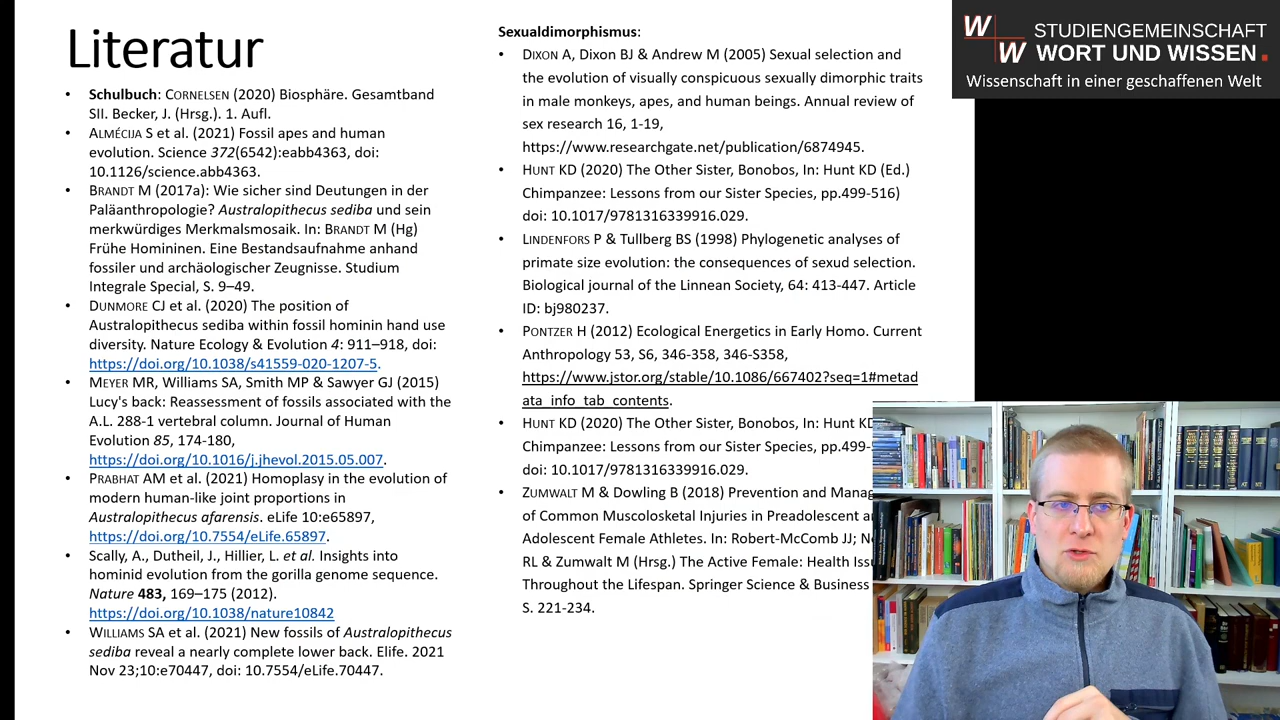 Literatur
• Schulbuch: CORNELSEN (2020) Biosphäre. Gesamtband
SII. Becker, J. (Hrsg.). 1. Aufl.
• ALMÉCIJA S et al. (2021) Fossil apes and human
evolution. Science 372(6542):eabb4363, doi:
10.1126/science.abb4363.
• BRANDT M (2017a): Wie sicher sind Deutungen in der
Paläanthropologie? Australopithecus sediba und sein
merkwürdiges Merkmalsmosaik. In: BRANDT M (Hg)
Frühe Homininen. Eine Bestandsaufnahme anhand
fossiler und archäologischer Zeugnisse. Studium
Integrale Special, S. 9–49.
• DUNMORE CJ et al. (2020) The position of
Australopithecus sediba within fossil hominin hand use
diversity. Nature Ecology & Evolution 4: 911–918, doi:
https://doi.org/10.1038/s41559-020-1207-5.
• MEYER MR, Williams SA, Smith MP & Sawyer GJ (2015)
Lucy's back: Reassessment of fossils associated with the
A.L. 288-1 vertebral column. Journal of Human
Evolution 85, 174-180,
https://doi.org/10.1016/j.jhevol.2015.05.007.
• PRABHAT AM et al. (2021) Homoplasy in the evolution of
modern human-like joint proportions in
Australopithecus afarensis. eLife 10:e65897,
https://doi.org/10.7554/eLife.65897.
• Scally, A., Dutheil, J., Hillier, L. et al. Insights into
hominid evolution from the gorilla genome sequence.
Nature 483, 169–175 (2012).
https://doi.org/10.1038/nature10842
• WILLIAMS SA et al. (2021) New fossils of Australopithecus
sediba reveal a nearly complete lower back. Elife. 2021
Nov 23;10:e70447, doi: 10.7554/eLife.70447.
Sexualdimorphismus:
• DIXON A, Dixon BJ & Andrew M (2005) Sexual selection and
the evolution of visually conspicuous sexually dimorphic traits
in male monkeys, apes, and human beings. Annual review of
sex research 16, 1-19,
https://www.researchgate.net/publication/6874945.
• HUNT KD (2020) The Other Sister, Bonobos, In: Hunt KD (Ed.)
Chimpanzee: Lessons from our Sister Species, pp.499-516)
doi: 10.1017/9781316339916.029.
• LINDENFORS P & Tullberg BS (1998) Phylogenetic analyses of
primate size evolution: the consequences of sexud selection.
Biological journal of the Linnean Society, 64: 413-447. Article
ID: bj980237.
• PONTZER H (2012) Ecological Energetics in Early Homo. Current
Anthropology 53, S6, 346-358, 346-S358,
https://www.jstor.org/stable/10.1086/667402?seq=1#metad
ata_info_tab_contents.
• HUNT KD (2020) The Other Sister, Bonobos, In: Hunt KD
Chimpanzee: Lessons from our Sister Species, pp.499-
doi: 10.1017/9781316339916.029.
• ZUMWALT M & Dowling B (2018) Prevention and Manag
of Common Muscolosketal Injuries in Preadolescent a
Adolescent Female Athletes. In: Robert-McComb JJ; N
RL & Zumwalt M (Hrsg.) The Active Female: Health Iss
Throughout the Lifespan. Springer Science & Business
S. 221-234.
W W
STUDIENGEMEINSCHAFT
WORT UND WISSEN.
Wissenschaft in einer geschaffenen Welt